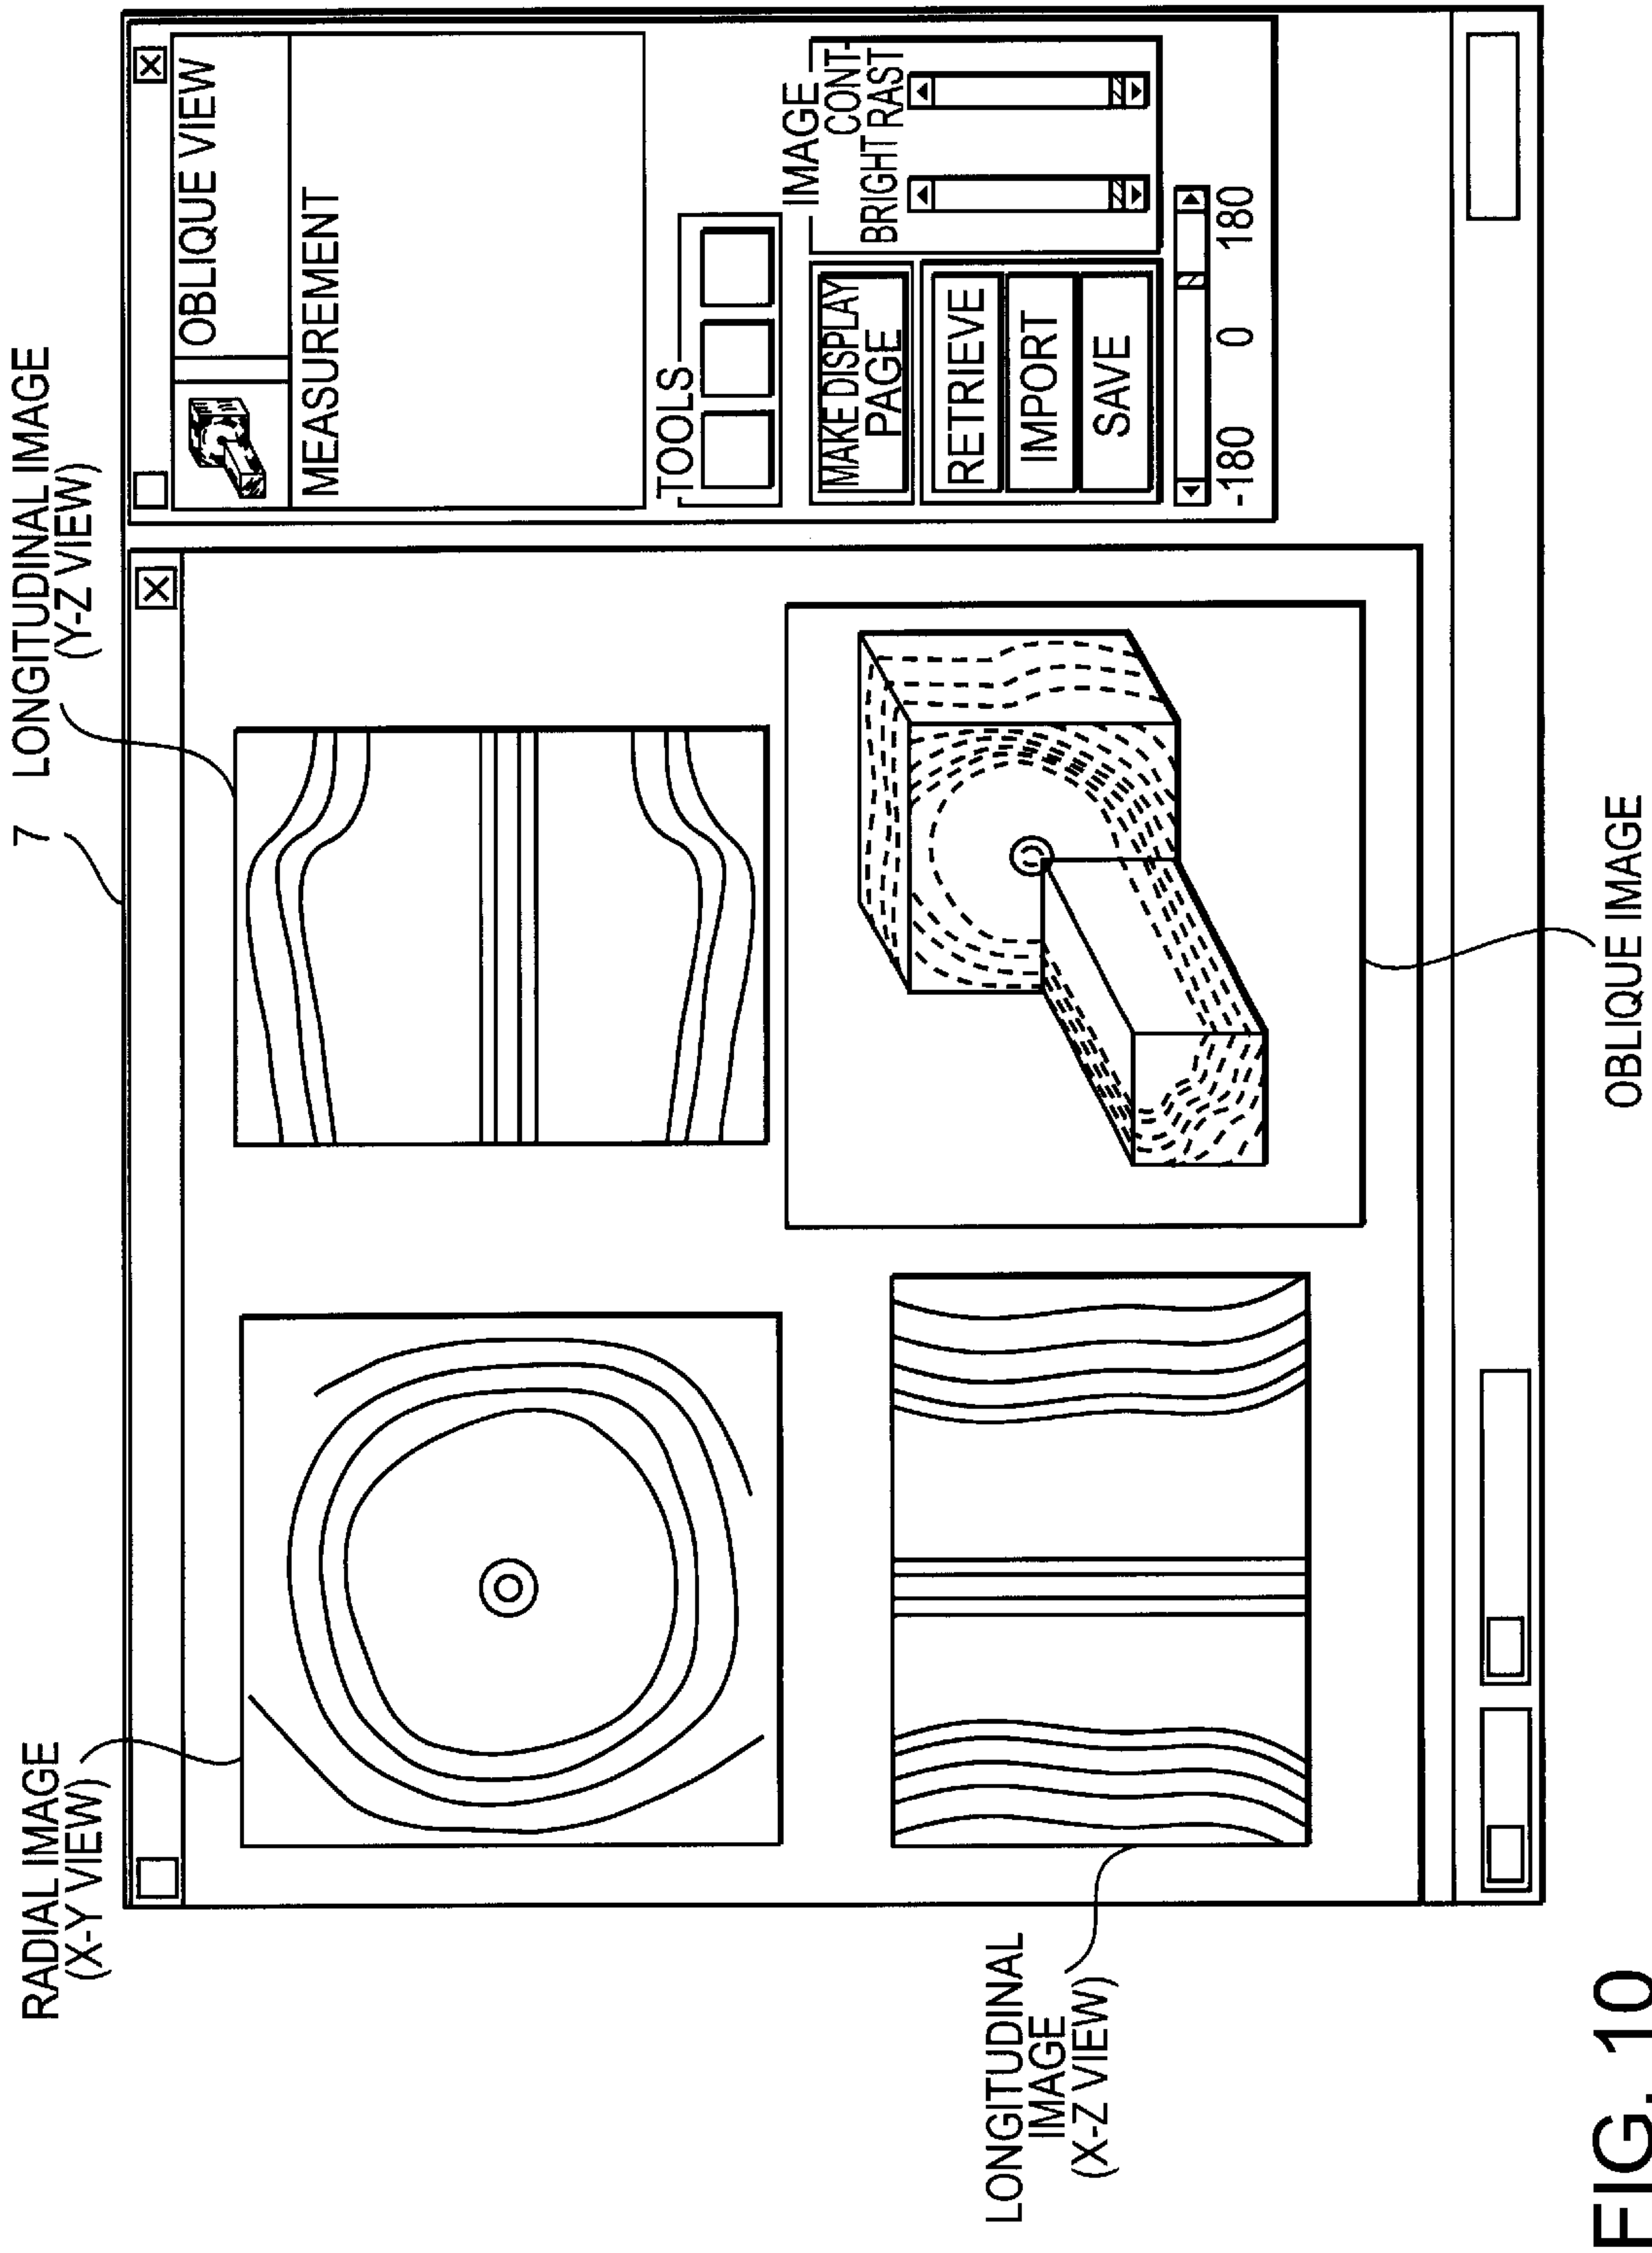 RADIAL IMAGE
(X-Y VIEW)
7
LONGITUDINAL IMAGE
(Y-Z VIEW)
OBLIQUE VIEW
MEASUREMENT
TOOLS
MAKE DISPLAY
PAGE
IMAGE
CONT-
BRIGHT RAST
RETRIEVE
IMPORT
SAVE
-180 0 180
LONGITUDINAL
IMAGE
(X-Z VIEW)
OBLIQUE IMAGE
FIG. 10